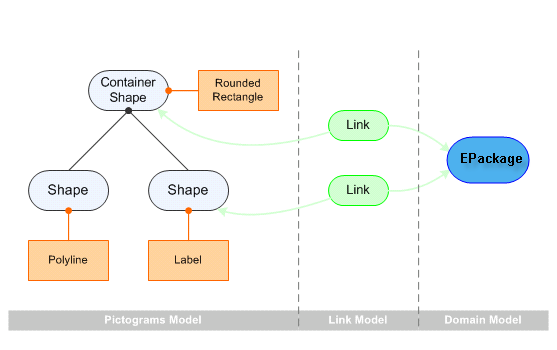 Container
Shape
Rounded
Rectangle
Link
EPackage
Shape
Shape
Link
Polyline
Label
Pictograms Model
Link Model
Domain Model